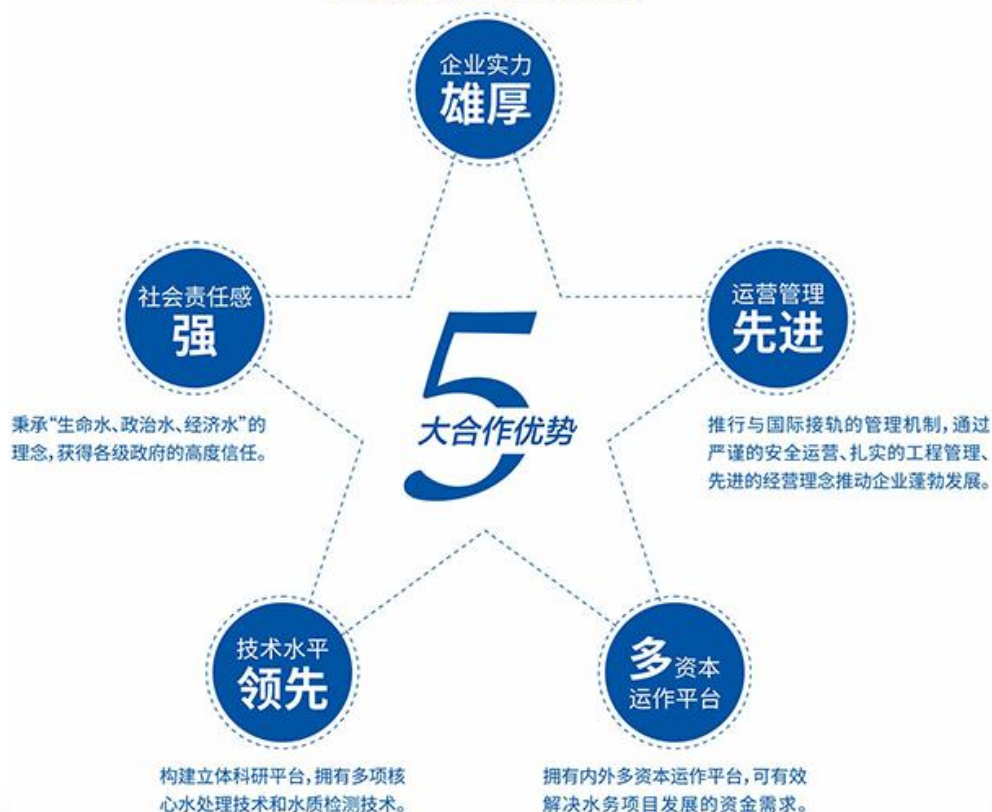 企业实力
雄厚
社会责任感
强
秉承“生命水、政治水、经济水”的
理念，获得各级政府的高度信任。
5
大合作优势
运营管理
先进
推行与国际接轨的管理机制，通过
严谨的安全运营、扎实的工程管理、
先进的经营理念推动企业蓬勃发展。
技术水平
领先
构建立体科研平台，拥有多项核
心水处理技术和水质检测技术。
多资本
运作平台
拥有内外多资本运作平台，可有效
解决水务项目发展的资金需求。